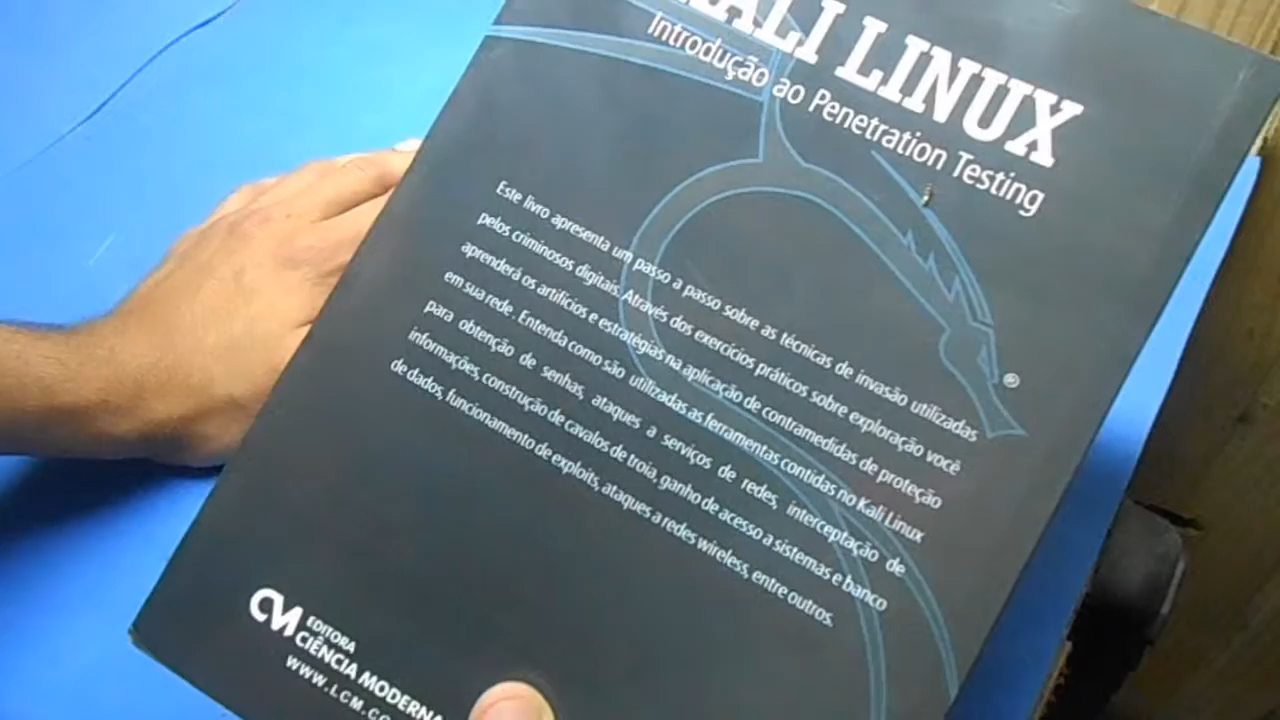 KALI LINUX
Introdução ao Penetration Testing
®
Este livro apresenta um passo a passo sobre as técnicas de invasão utilizadas
pelos criminosos digitais. Através dos exercícios práticos sobre exploração você
aprenderá os artifícios e estratégias na aplicação de contramedidas de proteção
em sua rede. Entenda como são utilizadas as ferramentas contidas no Kali Linux
para obtenção de senhas, ataques a serviços de redes, interceptação de
informações, construção de cavalos de troia, ganho de acesso a sistemas e banco
de dados, funcionamento de exploits, ataques a redes wireless, entre outros.
CM EDITORA
CIÊNCIA MODERNA
WWW.LCM.CO